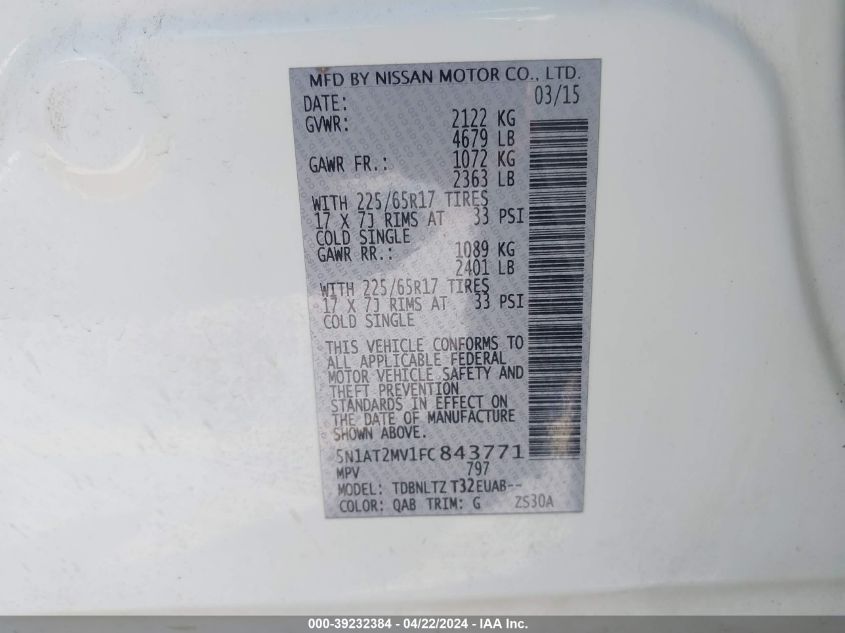 MFD BY NISSAN MOTOR CO., LTD.
DATE: 03/15
GVWR: 2122 KG
4679 LB
GAWR FR.: 1072 KG
2363 LB
WITH 225/65R17 TIRES
17 X 7J RIMS AT 33 PSI
COLD SINGLE
GAWR RR.: 1089 KG
2401 LB
WITH 225/65R17 TIRES
17 X 7J RIMS AT 33 PSI
COLD SINGLE
THIS VEHICLE CONFORMS TO
ALL APPLICABLE FEDERAL
MOTOR VEHICLE SAFETY AND
THEFT PREVENTION
STANDARDS IN EFFECT ON
THE DATE OF MANUFACTURE
SHOWN ABOVE.
5N1AT2MV1FC843771
MPV 797
MODEL: TDBNLTZ T32EUAB--
COLOR: QAB TRIM: G ZS30A
000-39232384 - 04/22/2024 - IAA Inc.